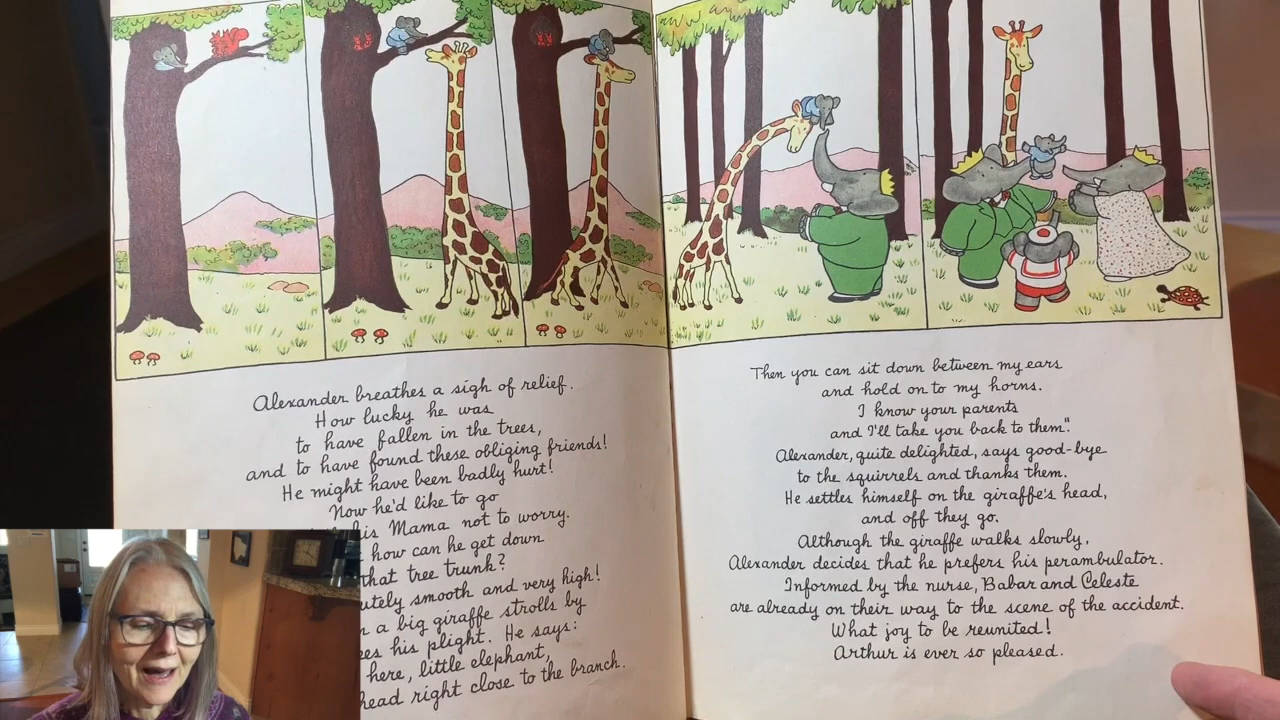 Alexander breathes a sigh of relief.
How lucky he was
to have fallen in the trees,
and to have found these obliging friends!
He might have been badly hurt!
Now he'd like to go
his Mama not to worry.
how can he get down
that tree trunk?
and very high!
a big giraffe strolls by
his plight. He says:
here, little elephant,
head right close to the branch.
Then you can sit down between my ears
and hold on to my horns.
I know your parents
and I'll take you back to them".
Alexander, quite delighted, says good-bye
to the squirrels and thanks them.
He settles himself on the giraffe's head,
and off they go.
Although the giraffe walks slowly,
Alexander decides that he prefers his perambulator.
Informed by the nurse, Babar and Celeste
are already on their way to the scene of the accident.
What joy to be reunited!
Arthur is ever so pleased.